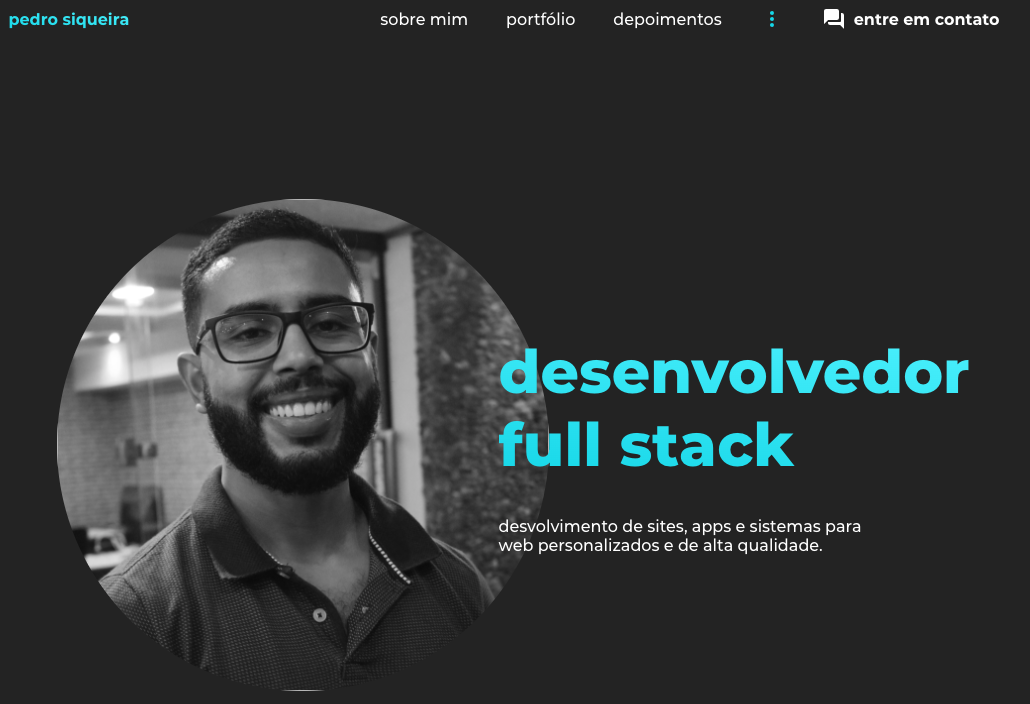 pedro siqueira
sobre mim
portfólio
depoimentos
entre em contato
desenvolvedor
full stack
desvolvimento de sites, apps e sistemas para
web personalizados e de alta qualidade.